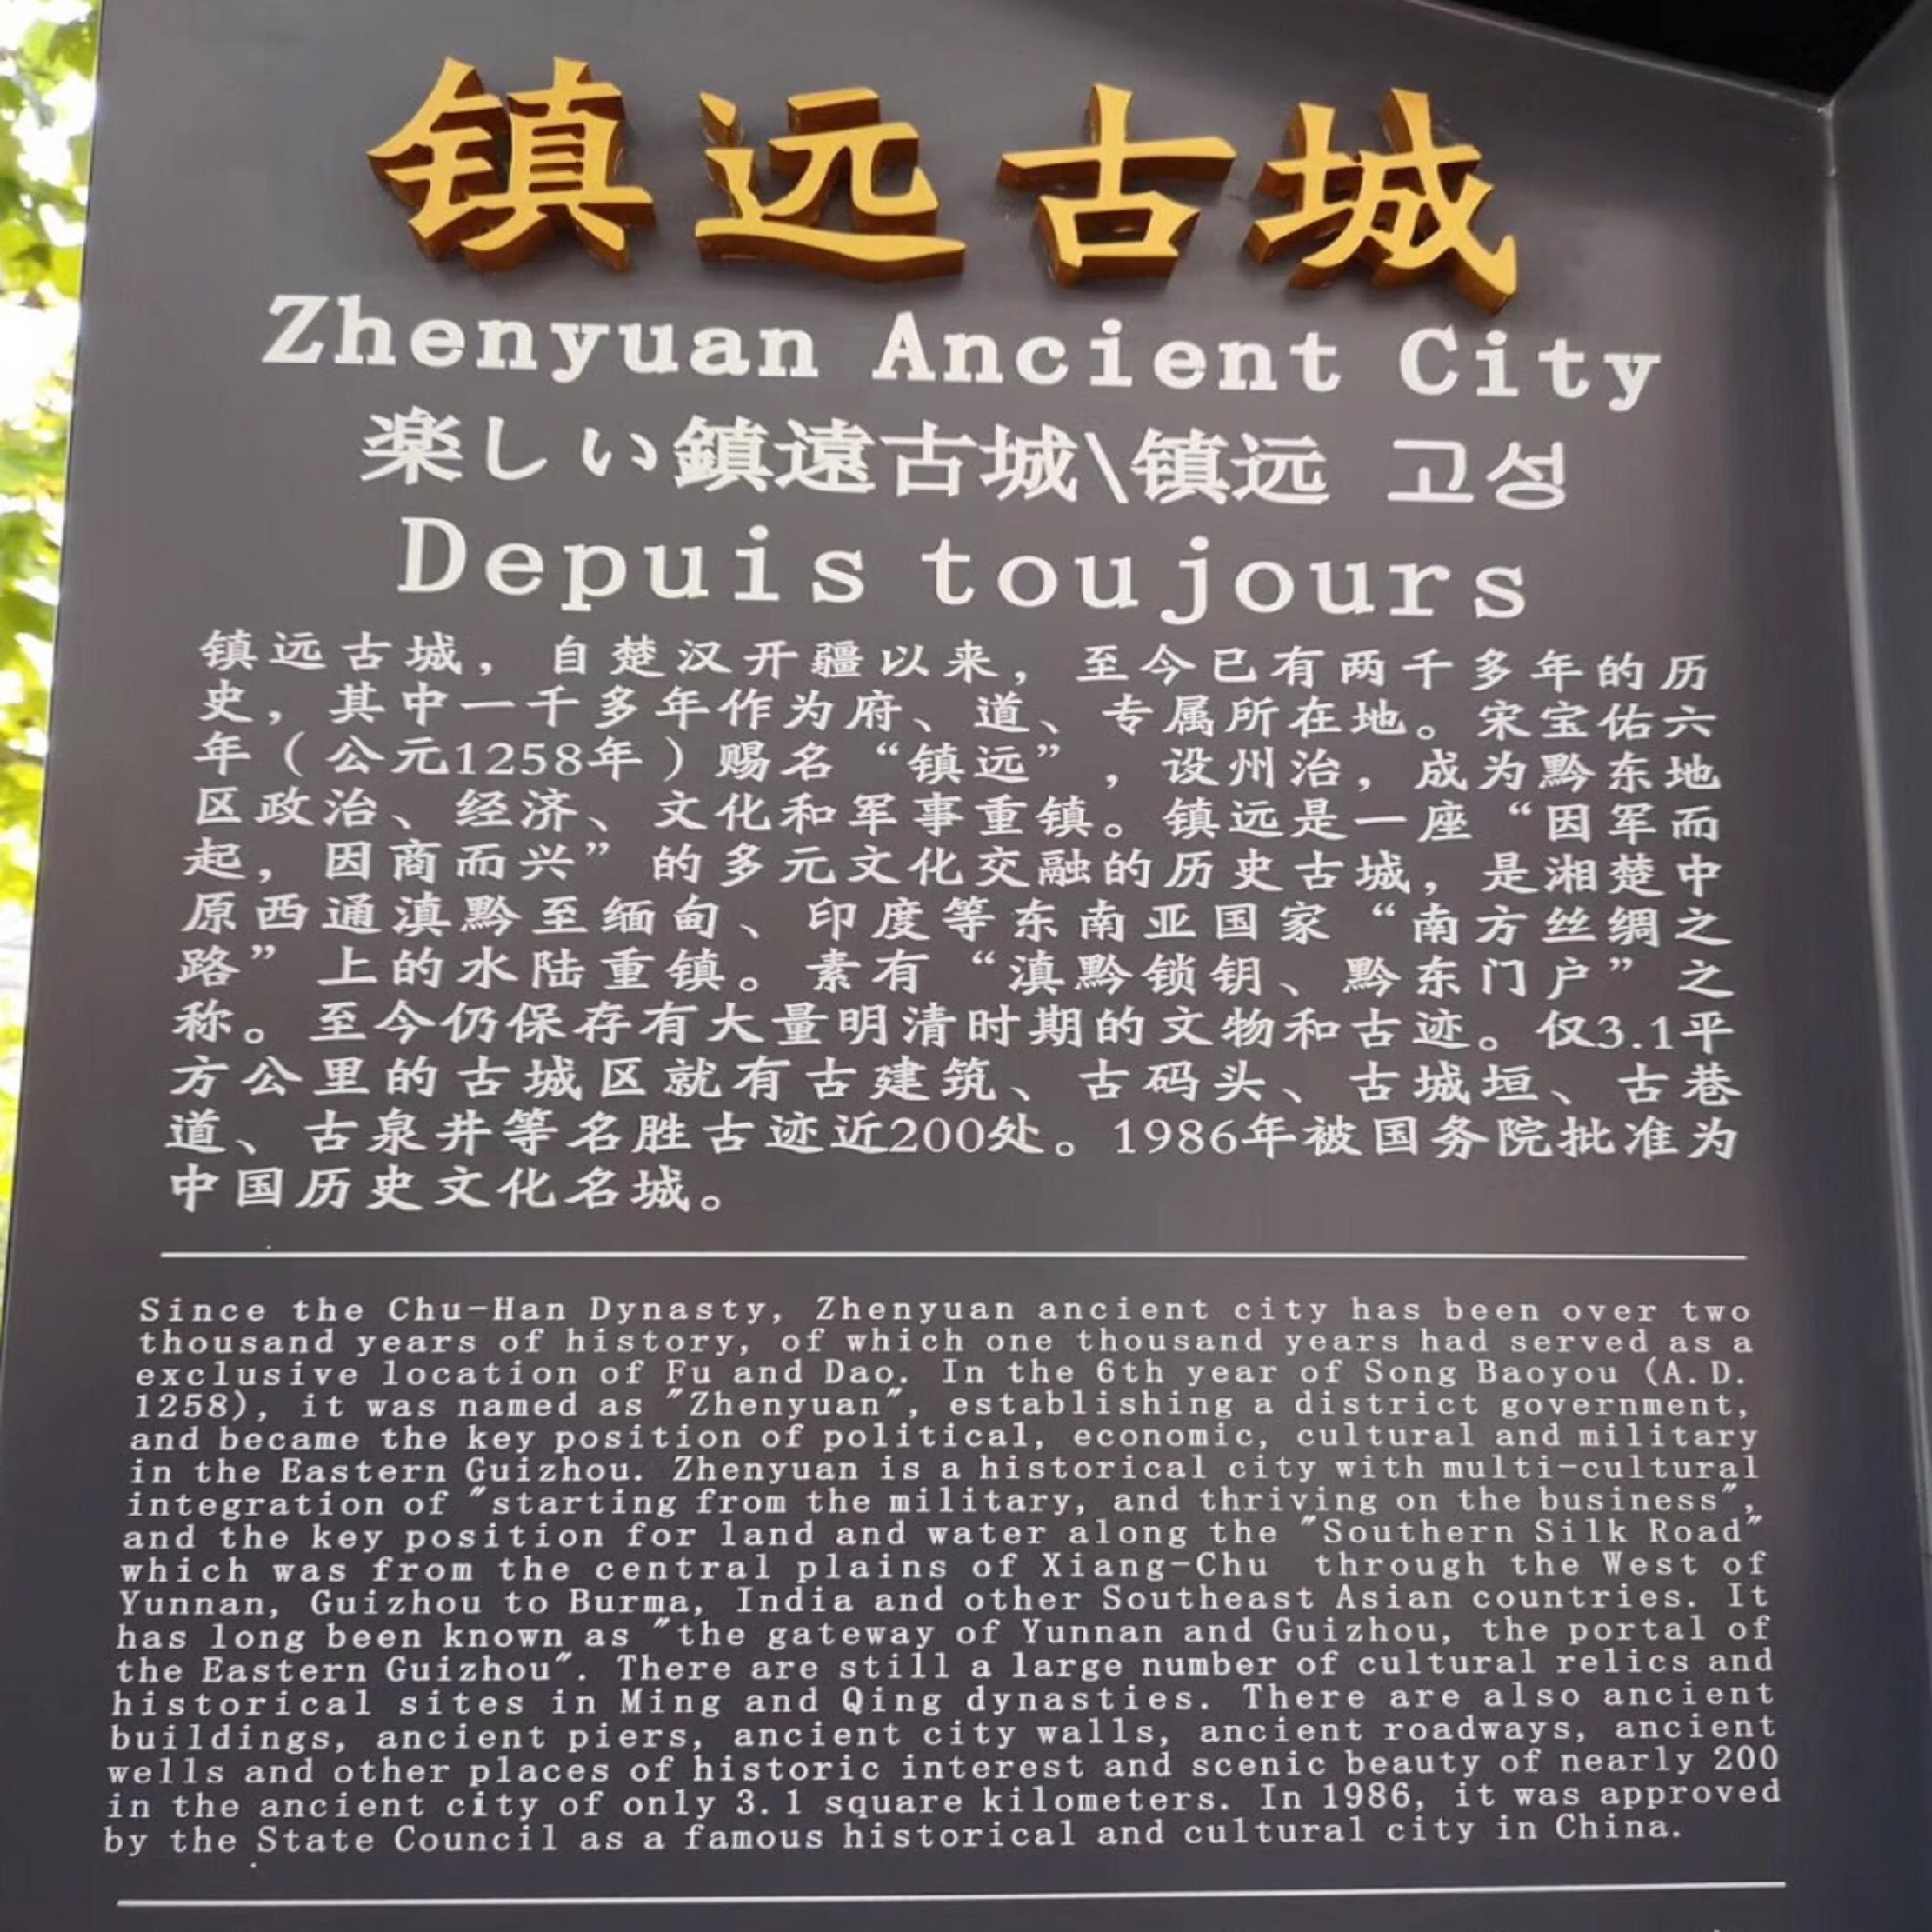 镇远古城
Zhenyuan Ancient City
楽しい鎮遠古城\镇远 고성
Depuis toujours
镇远古城，自楚汉开疆以来，至今已有两千多年的历
史，其中一千多年作为府、道、专属所在地。宋宝佑六
年（公元1258年）赐名“镇远”，设州治，成为黔东地
区政治、经济、文化和军事重镇。镇远是一座“因军而
起，因商而兴”的多元文化交融的历史古城，是湘楚中
原西通滇黔至缅甸、印度等东南亚国家“南方丝绸之
路”上的水陆重镇。素有“滇黔锁钥、黔东门户”之
称。至今仍保存有大量明清时期的文物和古迹。仅3.1平
方公里的古城区就有古建筑、古码头、古城垣、古巷
道、古泉井等名胜古迹近200处。1986年被国务院批准为
中国历史文化名城。
Since the Chu-Han Dynasty, Zhenyuan ancient city has been over two
thousand years of history, of which one thousand years had served as a
exclusive location of Fu and Dao. In the 6th year of Song Baoyou (A.D.
1258), it was named as "Zhenyuan", establishing a district government,
and became the key position of political, economic, cultural and military
in the Eastern Guizhou. Zhenyuan is a historical city with multi-cultural
integration of "starting from the military, and thriving on the business",
and the key position for land and water along the "Southern Silk Road"
which was from the central plains of Xiang-Chu through the West of
Yunnan, Guizhou to Burma, India and other Southeast Asian countries. It
has long been known as "the gateway of Yunnan and Guizhou, the portal of
the Eastern Guizhou". There are still a large number of cultural relics and
historical sites in Ming and Qing dynasties. There are also ancient
buildings, ancient piers, ancient city walls, ancient roadways, ancient
wells and other places of historic interest and scenic beauty of nearly 200
in the ancient city of only 3.1 square kilometers. In 1986, it was approved
by the State Council as a famous historical and cultural city in China.